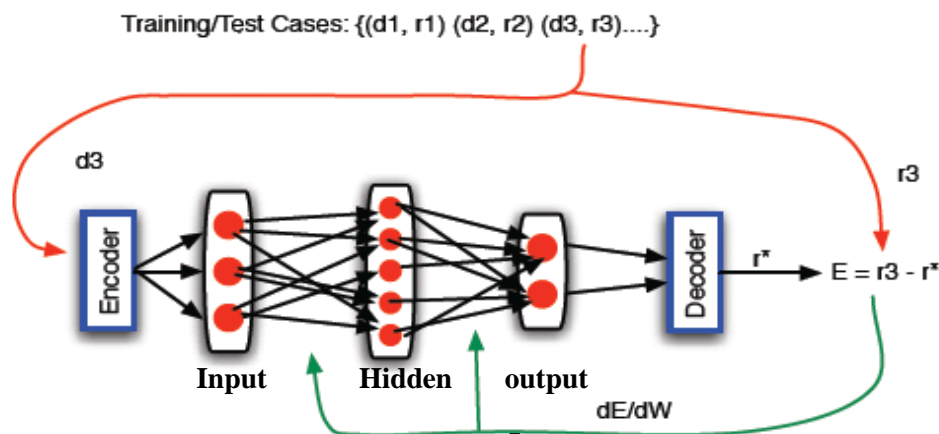 Training/Test Cases: {(d1, r1) (d2, r2) (d3, r3)....}
d3
r3
Encoder
Decoder
r*
E = r3 - r*
Input
Hidden
output
dE/dW